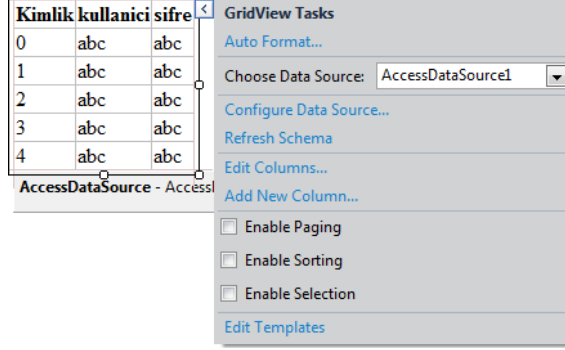 Kimlik kullanici sifre
0 abc abc
1 abc abc
2 abc abc
3 abc abc
4 abc abc
AccessDataSource - Access
GridView Tasks
Auto Format...
Choose Data Source: AccessDataSource1
Configure Data Source...
Refresh Schema
Edit Columns...
Add New Column...
Enable Paging
Enable Sorting
Enable Selection
Edit Templates